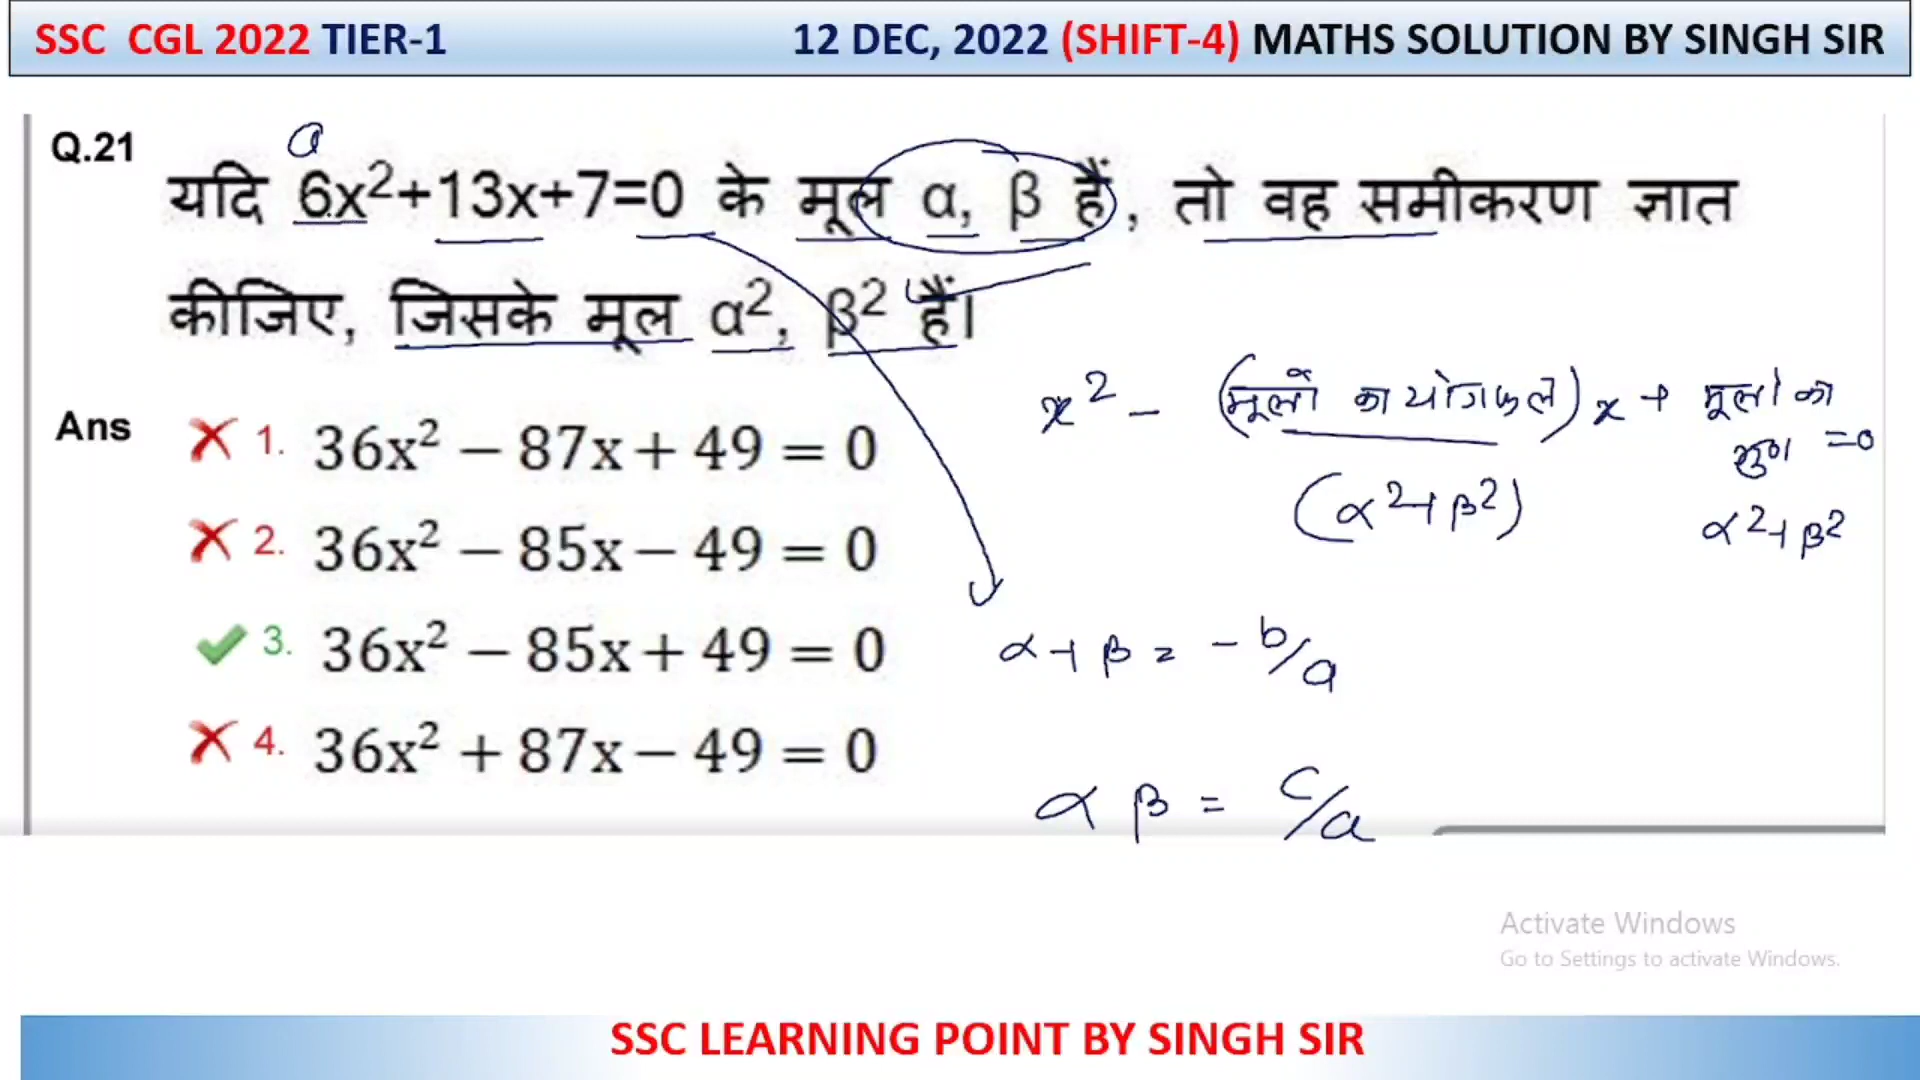 SSC CGL 2022 TIER-1 12 DEC, 2022 (SHIFT-4) MATHS SOLUTION BY SINGH SIR
Q.21
a
यदि 6x²+13x+7=0 के मूल α, β हैं, तो वह समीकरण ज्ञात
कीजिए, जिसके मूल α², β² हैं।
Ans
1. 36x² − 87x + 49 = 0
2. 36x² − 85x − 49 = 0
3. 36x² − 85x + 49 = 0
4. 36x² + 87x − 49 = 0
x² − (मूलों का योगफल) x + मूलों का
गुणा = 0
(α²+β²)
α²+β²
α+β = −b/a
αβ = c/a
Activate Windows
Go to Settings to activate Windows.
SSC LEARNING POINT BY SINGH SIR